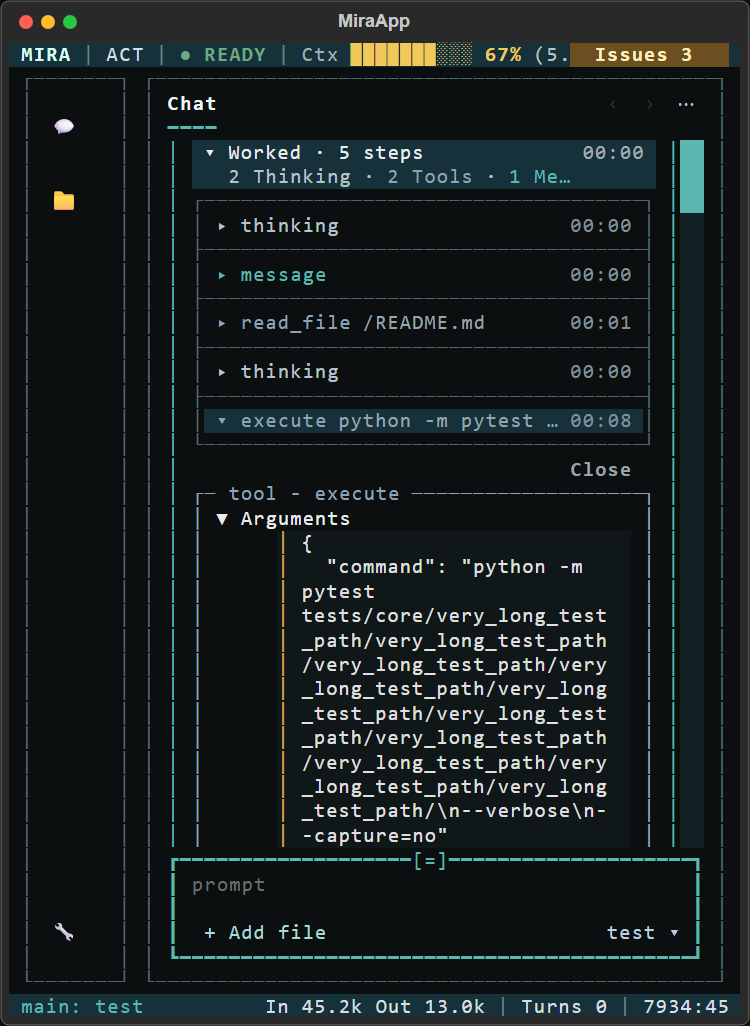 MiraApp
MIRA │ ACT │ ● READY │ Ctx 67% (5. Issues 3
Chat ‹ › …
▾ Worked · 5 steps 00:00
2 Thinking · 2 Tools · 1 Me…
▸ thinking 00:00
▸ message 00:00
▸ read_file /README.md 00:01
▸ thinking 00:00
▾ execute python -m pytest … 00:08
Close
tool - execute
▼ Arguments
{
"command": "python -m
pytest
tests/core/very_long_test
_path/very_long_test_path
/very_long_test_path/very
_long_test_path/very_long
_test_path/very_long_test
_path/very_long_test_path
/very_long_test_path/very
_long_test_path/very_long
_test_path/\n--verbose\n-
-capture=no"
[=]
prompt
+ Add file test ▾
main: test In 45.2k Out 13.0k │ Turns 0 │ 7934:45